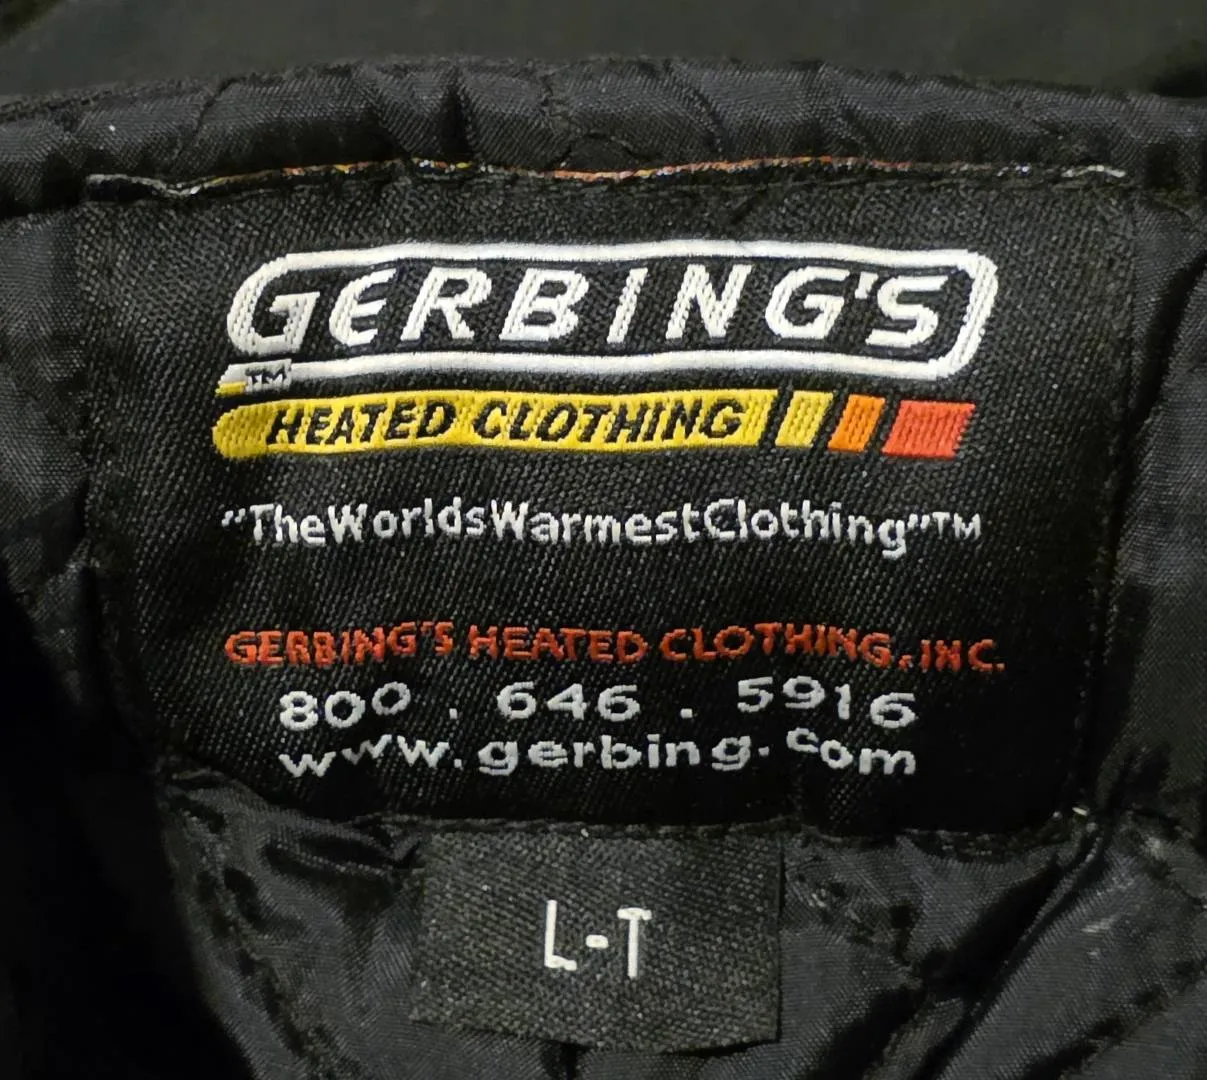 GERBING'S
TM
HEATED CLOTHING
"TheWorldsWarmestClothing"TM
GERBING'S HEATED CLOTHING, INC.
800 . 646 . 5916
www.gerbing.com
L-T